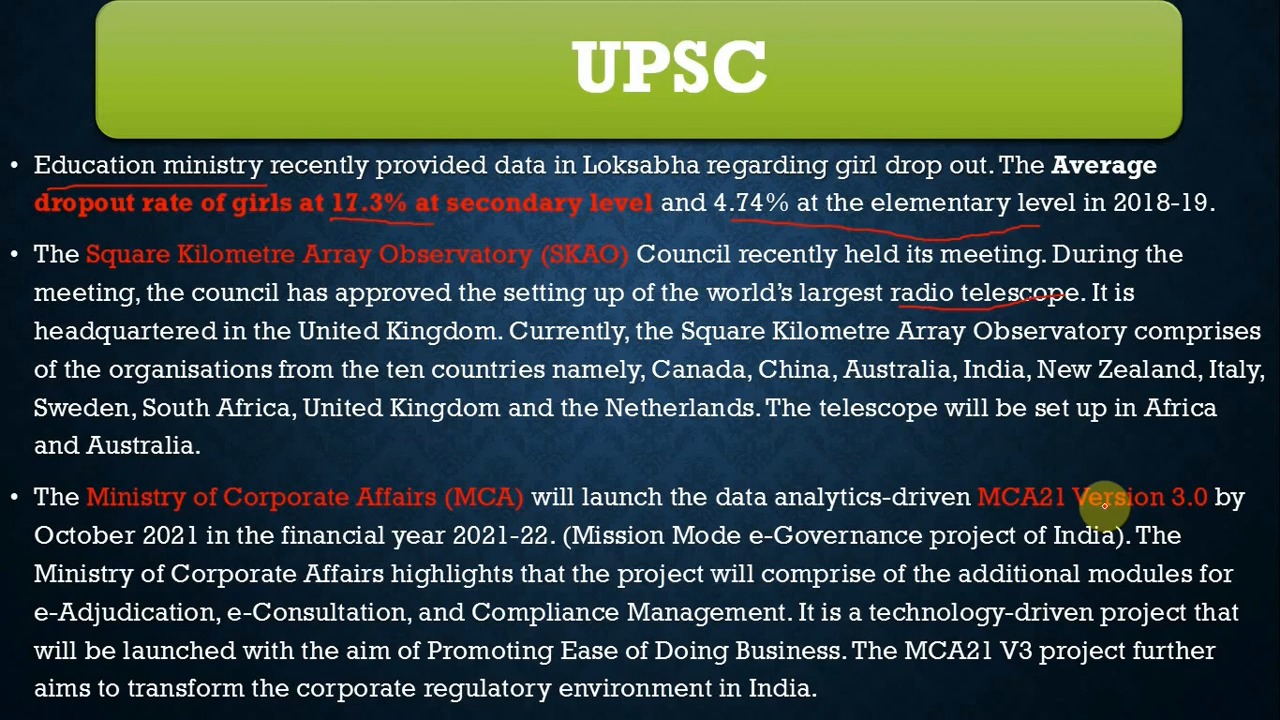 UPSC
• Education ministry recently provided data in Loksabha regarding girl drop out. The Average
dropout rate of girls at 17.3% at secondary level and 4.74% at the elementary level in 2018-19.
• The Square Kilometre Array Observatory (SKAO) Council recently held its meeting. During the
meeting, the council has approved the setting up of the world's largest radio telescope. It is
headquartered in the United Kingdom. Currently, the Square Kilometre Array Observatory comprises
of the organisations from the ten countries namely, Canada, China, Australia, India, New Zealand, Italy,
Sweden, South Africa, United Kingdom and the Netherlands. The telescope will be set up in Africa
and Australia.
• The Ministry of Corporate Affairs (MCA) will launch the data analytics-driven MCA21 Version 3.0 by
October 2021 in the financial year 2021-22. (Mission Mode e-Governance project of India). The
Ministry of Corporate Affairs highlights that the project will comprise of the additional modules for
e-Adjudication, e-Consultation, and Compliance Management. It is a technology-driven project that
will be launched with the aim of Promoting Ease of Doing Business. The MCA21 V3 project further
aims to transform the corporate regulatory environment in India.